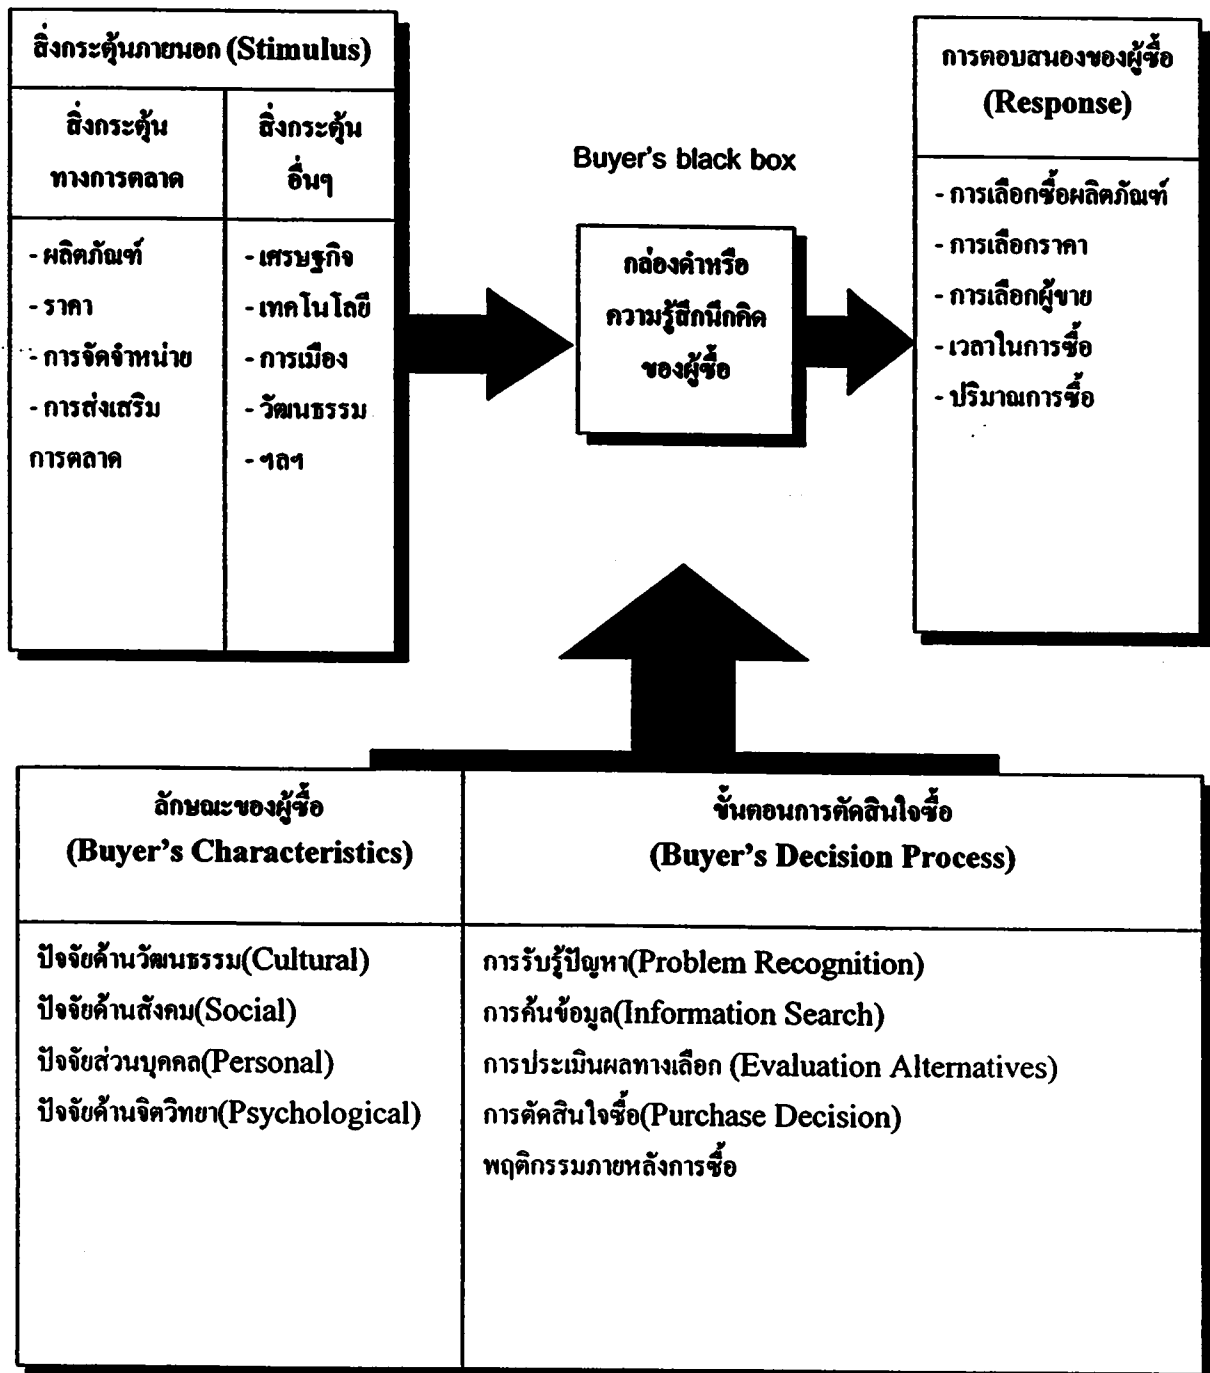 สิ่งกระตุ้นภายนอก (Stimulus)
สิ่งกระตุ้น
ทางการตลาด
- ผลิตภัณฑ์
- ราคา
- การจัดจำหน่าย
- การส่งเสริม
การตลาด
สิ่งกระตุ้น
อื่นๆ
- เศรษฐกิจ
- เทคโนโลยี
- การเมือง
- วัฒนธรรม
- ฯลฯ
Buyer's black box
กล่องดำหรือ
ความรู้สึกนึกคิด
ของผู้ซื้อ
การตอบสนองของผู้ซื้อ
(Response)
- การเลือกซื้อผลิตภัณฑ์
- การเลือกราคา
- การเลือกผู้ขาย
- เวลาในการซื้อ
- ปริมาณการซื้อ
ลักษณะของผู้ซื้อ
(Buyer's Characteristics)
ปัจจัยด้านวัฒนธรรม(Cultural)
ปัจจัยด้านสังคม(Social)
ปัจจัยส่วนบุคคล(Personal)
ปัจจัยด้านจิตวิทยา(Psychological)
ขั้นตอนการตัดสินใจซื้อ
(Buyer's Decision Process)
การรับรู้ปัญหา(Problem Recognition)
การค้นข้อมูล(Information Search)
การประเมินผลทางเลือก (Evaluation Alternatives)
การตัดสินใจซื้อ(Purchase Decision)
พฤติกรรมภายหลังการซื้อ